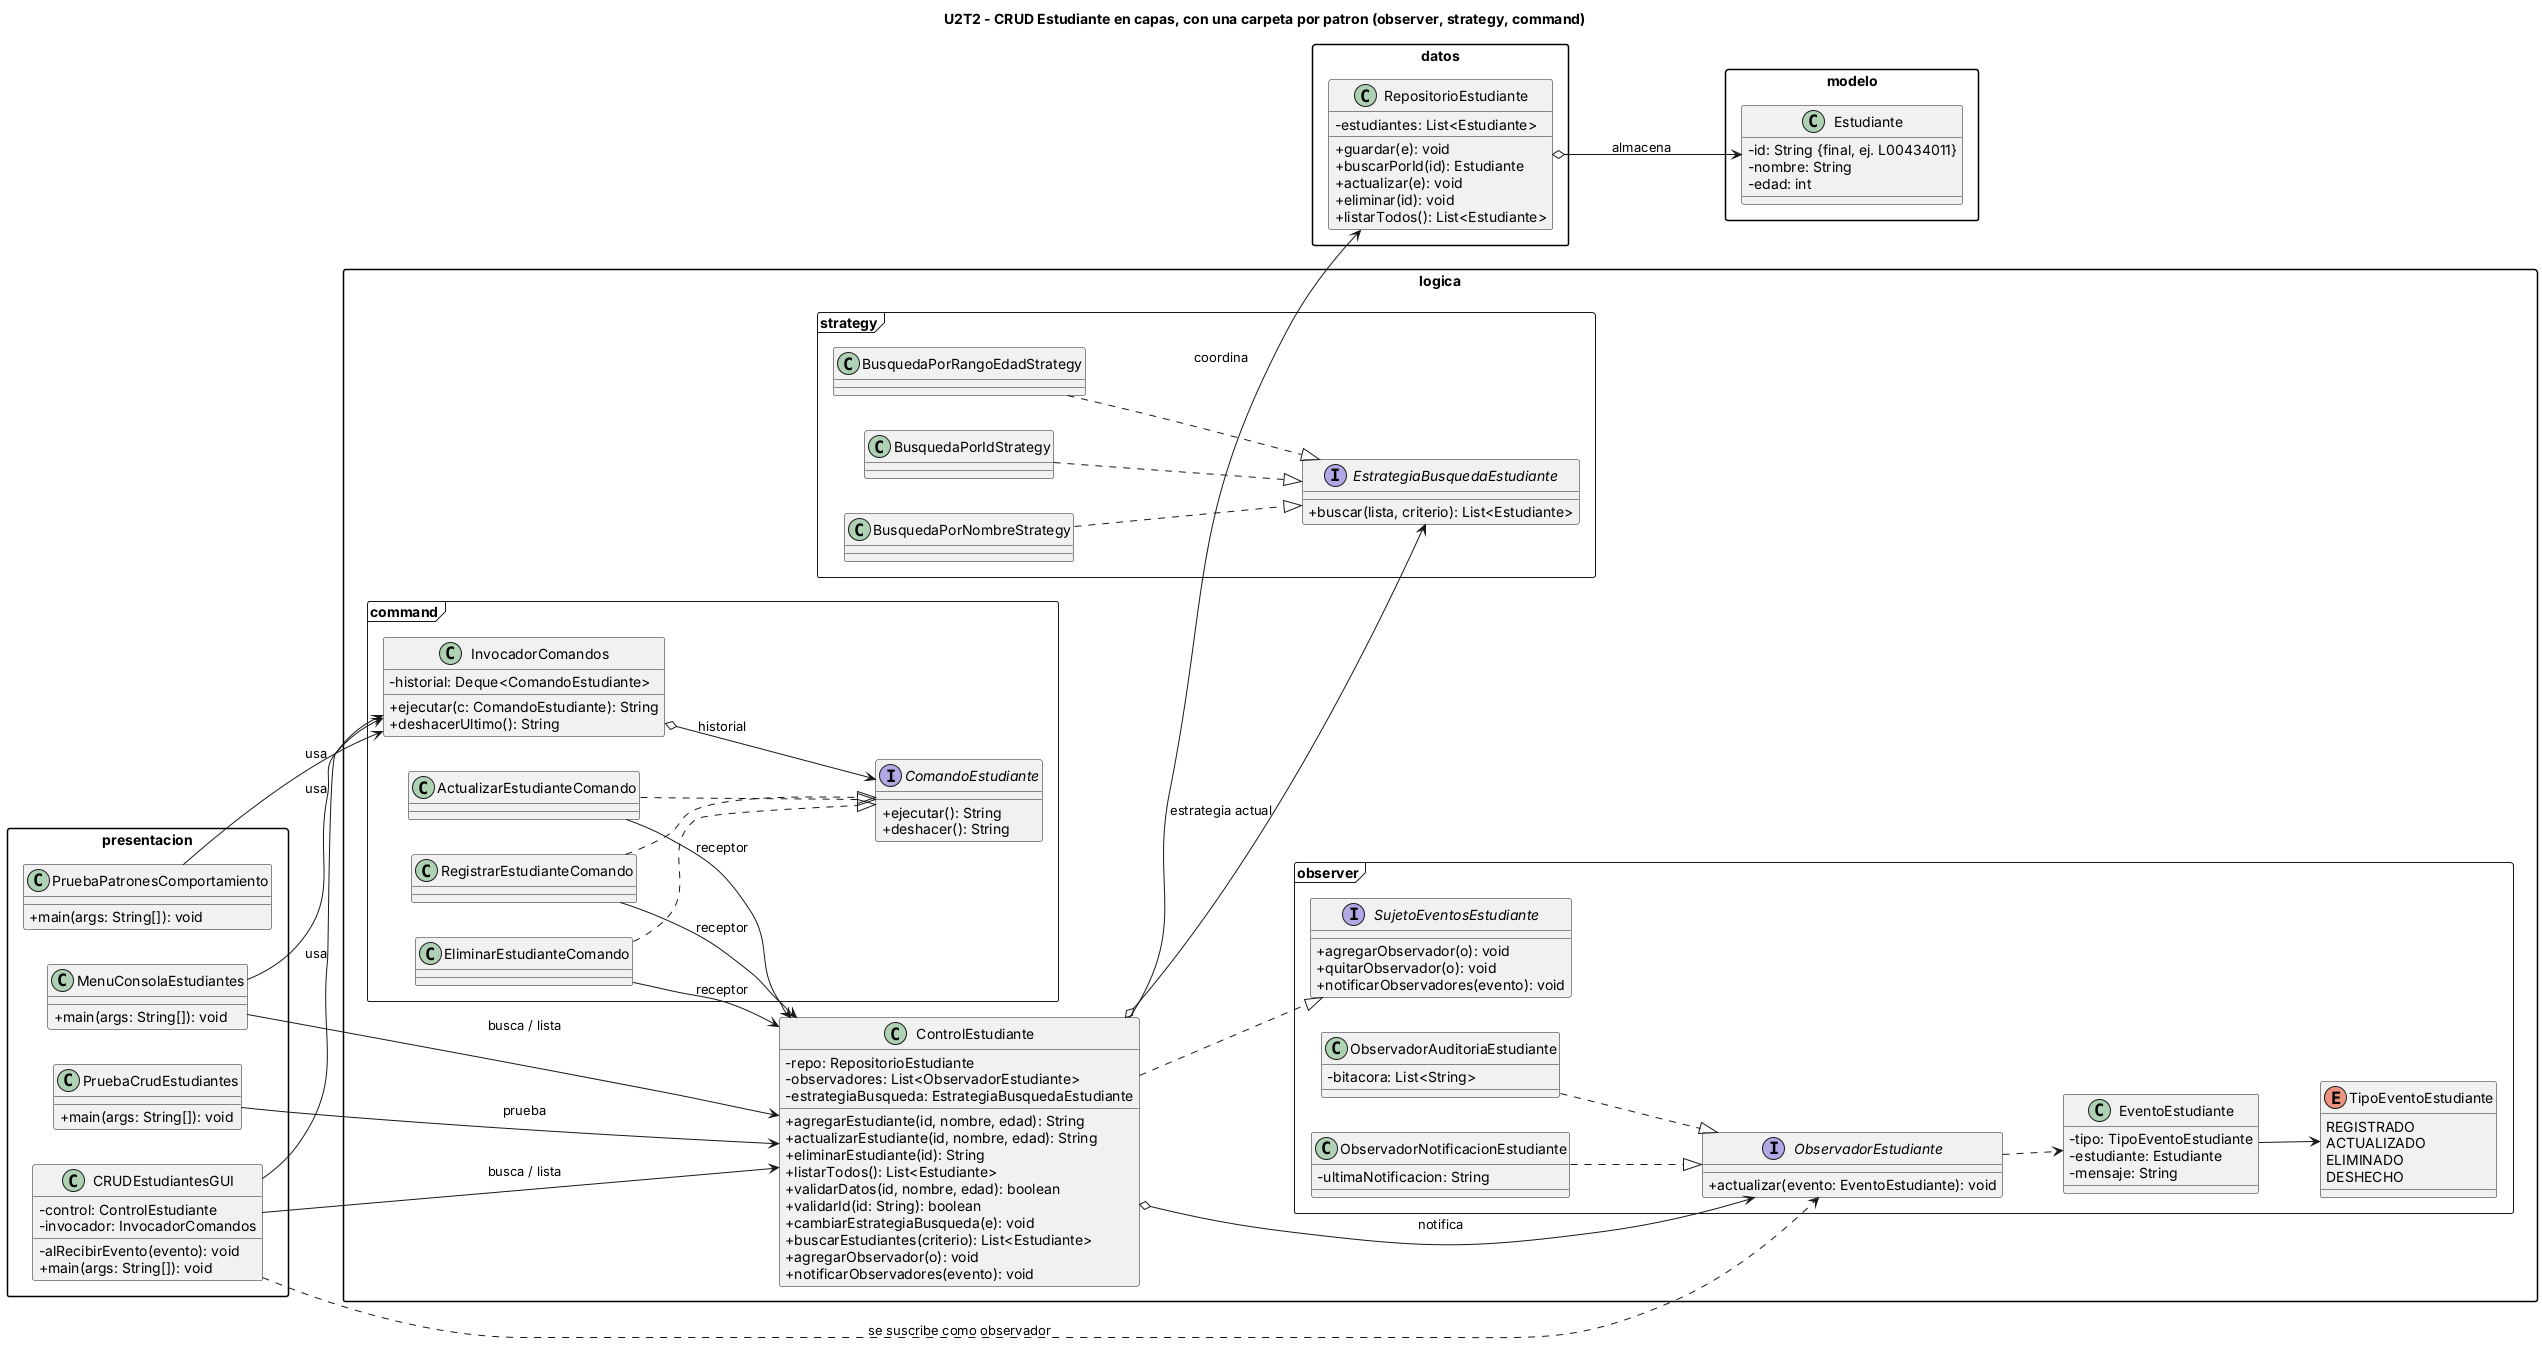 U2T2 - CRUD Estudiante en capas, con una carpeta por patron (observer, strategy, command)
datos
RepositorioEstudiante
-estudiantes: List<Estudiante>
+guardar(e): void
+buscarPorId(id): Estudiante
+actualizar(e): void
+eliminar(id): void
+listarTodos(): List<Estudiante>
almacena
modelo
Estudiante
-id: String {final, ej. L00434011}
-nombre: String
-edad: int
logica
strategy
BusquedaPorRangoEdadStrategy
BusquedaPorIdStrategy
BusquedaPorNombreStrategy
EstrategiaBusquedaEstudiante
+buscar(lista, criterio): List<Estudiante>
coordina
command
InvocadorComandos
-historial: Deque<ComandoEstudiante>
+ejecutar(c: ComandoEstudiante): String
+deshacerUltimo(): String
historial
ActualizarEstudianteComando
RegistrarEstudianteComando
EliminarEstudianteComando
ComandoEstudiante
+ejecutar(): String
+deshacer(): String
receptor
receptor
receptor
estrategia actual
usa
usa
usa
presentacion
PruebaPatronesComportamiento
+main(args: String[]): void
MenuConsolaEstudiantes
+main(args: String[]): void
PruebaCrudEstudiantes
+main(args: String[]): void
CRUDEstudiantesGUI
-control: ControlEstudiante
-invocador: InvocadorComandos
-alRecibirEvento(evento): void
+main(args: String[]): void
busca / lista
prueba
busca / lista
ControlEstudiante
-repo: RepositorioEstudiante
-observadores: List<ObservadorEstudiante>
-estrategiaBusqueda: EstrategiaBusquedaEstudiante
+agregarEstudiante(id, nombre, edad): String
+actualizarEstudiante(id, nombre, edad): String
+eliminarEstudiante(id): String
+listarTodos(): List<Estudiante>
+validarDatos(id, nombre, edad): boolean
+validarId(id: String): boolean
+cambiarEstrategiaBusqueda(e): void
+buscarEstudiantes(criterio): List<Estudiante>
+agregarObservador(o): void
+notificarObservadores(evento): void
observer
SujetoEventosEstudiante
+agregarObservador(o): void
+quitarObservador(o): void
+notificarObservadores(evento): void
ObservadorAuditoriaEstudiante
-bitacora: List<String>
ObservadorNotificacionEstudiante
-ultimaNotificacion: String
ObservadorEstudiante
+actualizar(evento: EventoEstudiante): void
EventoEstudiante
-tipo: TipoEventoEstudiante
-estudiante: Estudiante
-mensaje: String
TipoEventoEstudiante
REGISTRADO
ACTUALIZADO
ELIMINADO
DESHECHO
notifica
se suscribe como observador